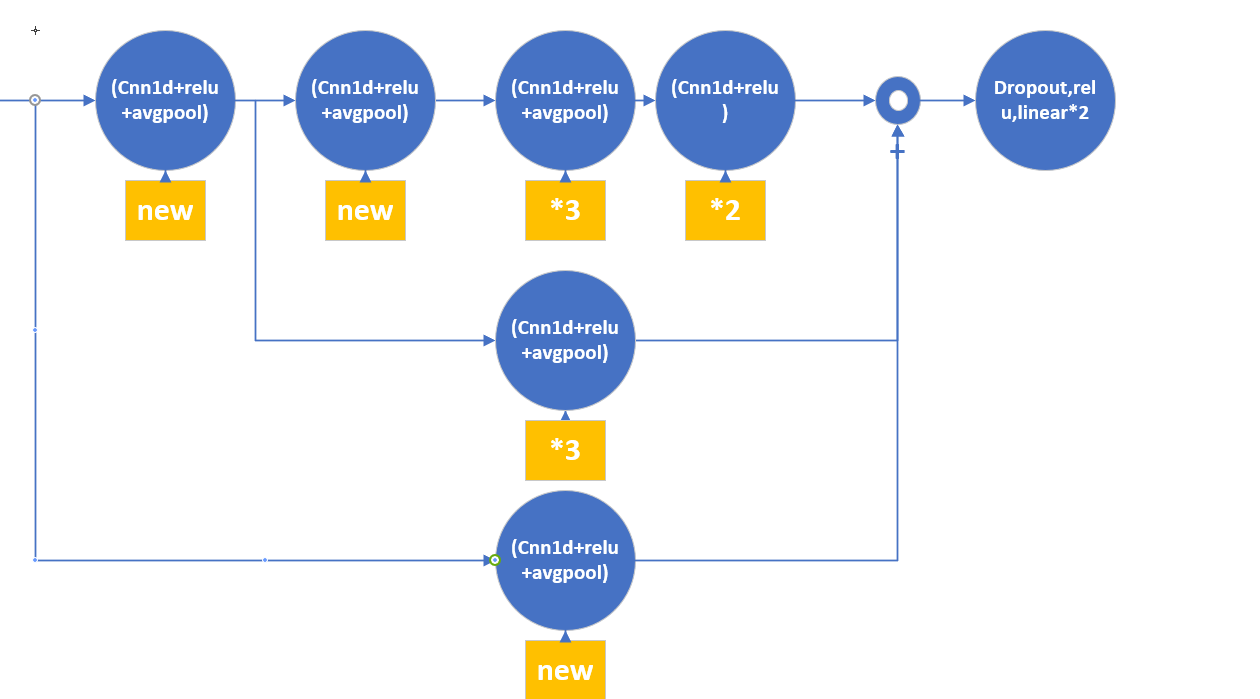 (Cnn1d+relu
+avgpool)
(Cnn1d+relu
+avgpool)
(Cnn1d+relu
+avgpool)
(Cnn1d+relu
)
Dropout,rel
u,linear*2
new
new
*3
*2
+
(Cnn1d+relu
+avgpool)
*3
(Cnn1d+relu
+avgpool)
new